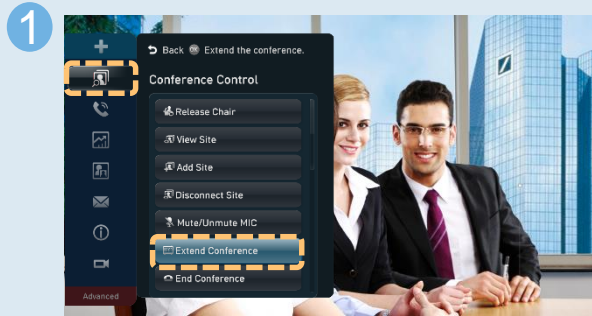 1
Back OK Extend the conference.
Conference Control
Release Chair
View Site
Add Site
Disconnect Site
Mute/Unmute MIC
Extend Conference
End Conference
Advanced